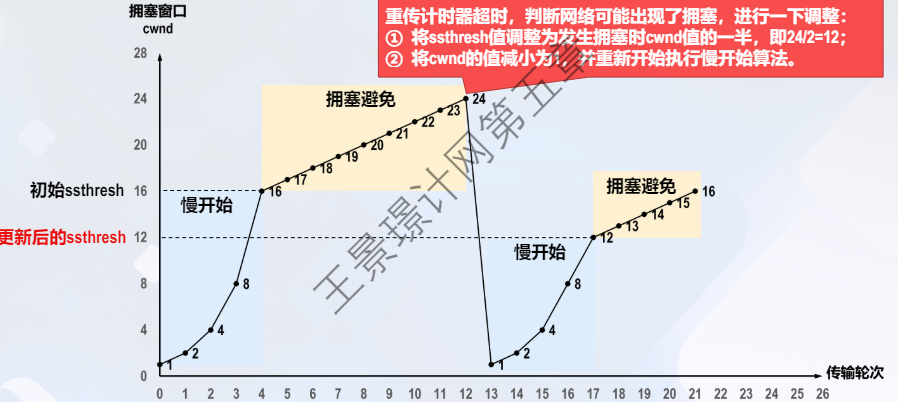 拥塞窗口
cwnd
重传计时器超时，判断网络可能出现了拥塞，进行一下调整：
① 将ssthresh值调整为发生拥塞时cwnd值的一半，即24/2=12；
② 将cwnd的值减小为1，并重新开始执行慢开始算法。
28
24
20
初始ssthresh 16
更新后的ssthresh 12
8
4
0
拥塞避免
24
23
22
21
20
19
18
17
16
慢开始
8
4
2
1
拥塞避免
16
15
14
13
12
慢开始
8
4
2
1
0 1 2 3 4 5 6 7 8 9 10 11 12 13 14 15 16 17 18 19 20 21 22 23 24 25 26
传输轮次
王景璟计网第五章